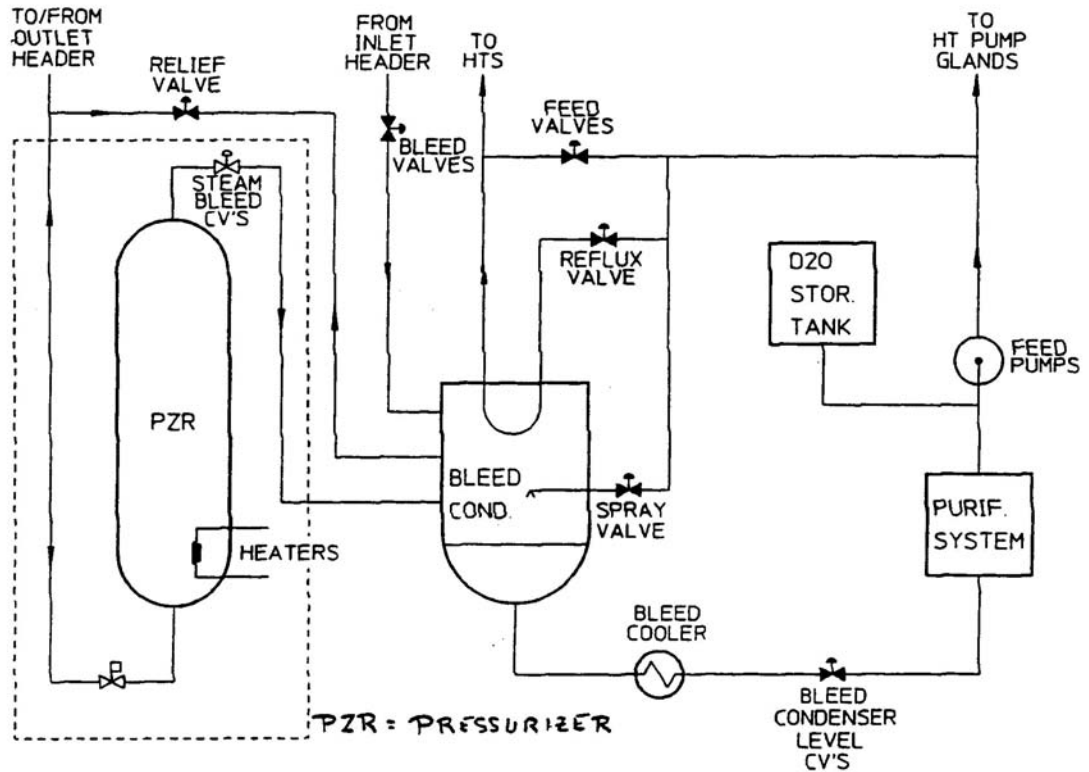 TO/FROM
OUTLET
HEADER
RELIEF
VALVE
FROM
INLET
HEADER
BLEED
VALVES
TO
HTS
FEED
VALVES
TO
HT PUMP
GLANDS
STEAM
BLEED
CV'S
REFLUX
VALVE
D2O
STOR.
TANK
FEED
PUMPS
PZR
BLEED
COND.
SPRAY
VALVE
PURIF.
SYSTEM
HEATERS
BLEED
COOLER
BLEED
CONDENSER
LEVEL
CV'S
PZR = PRESSURIZER